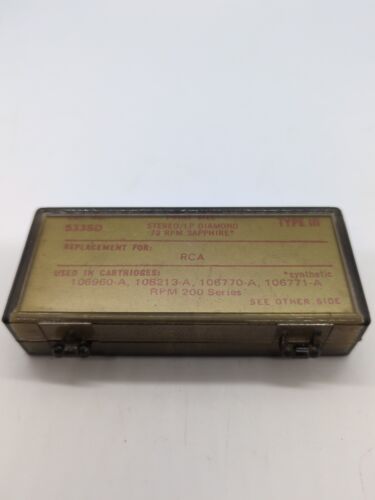 533SD STEREO/LP DIAMOND TYPE III
78 RPM SAPPHIRE*
REPLACEMENT FOR:
RCA
USED IN CARTRIDGES: *synthetic
106960-A, 108213-A, 106770-A, 106771-A
RPM 200 Series
SEE OTHER SIDE